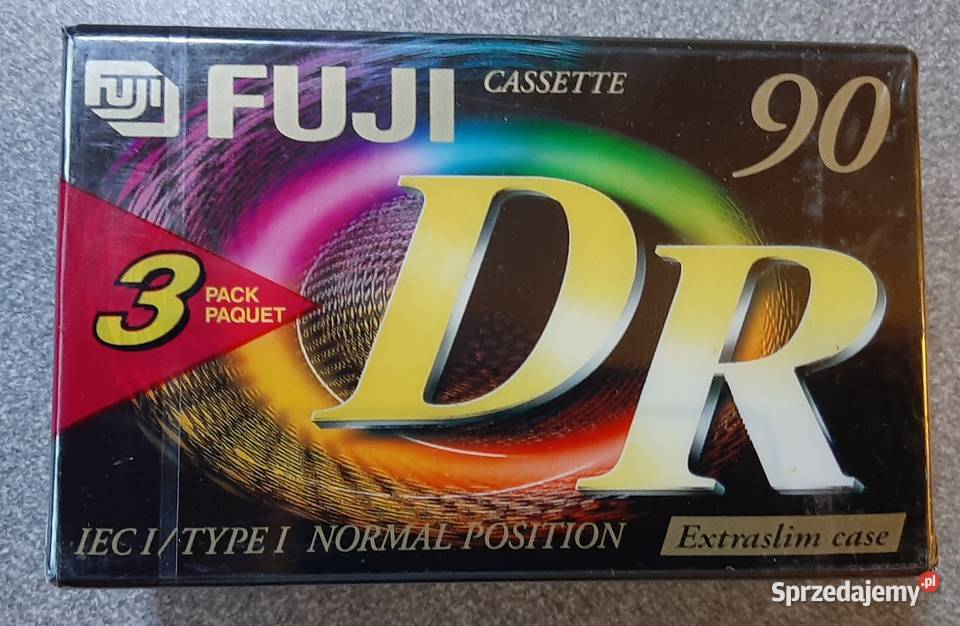 FUJI
FUJI
CASSETTE
90
3
PACK
PAQUET
DR
IEC I/TYPE I NORMAL POSITION
Extraslim case
Sprzedajemy.pl